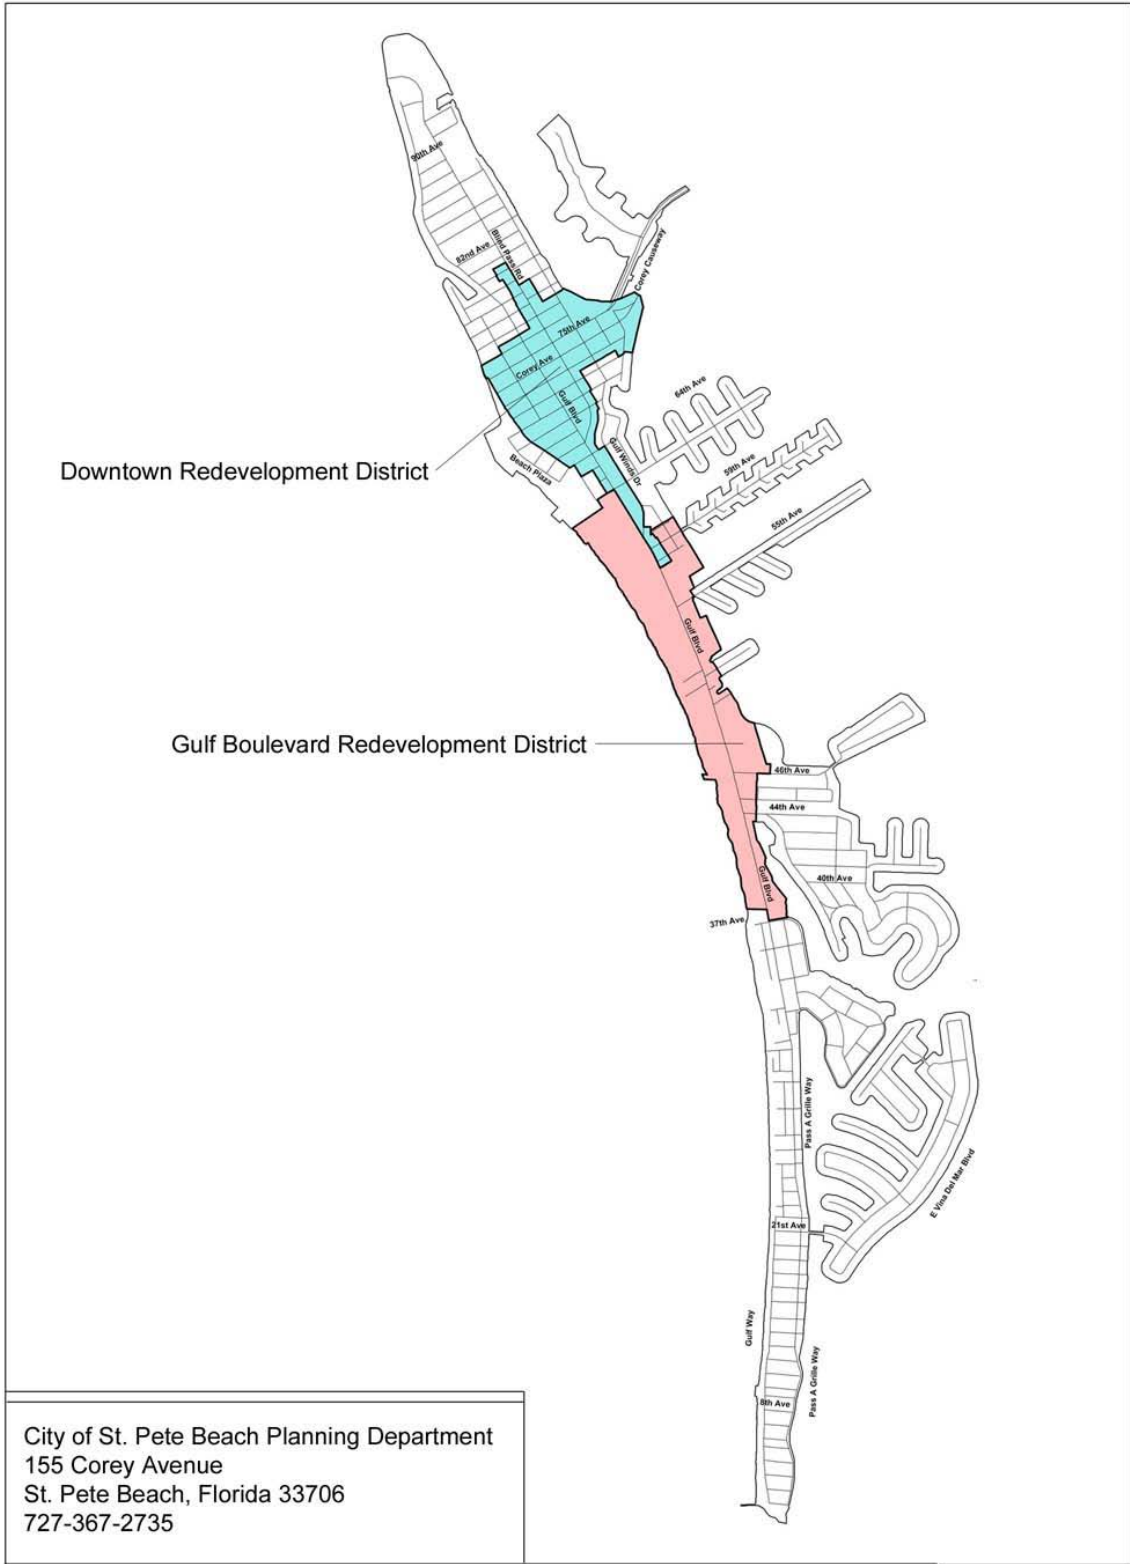 90th Ave
82nd Ave
Blind Pass Rd
Corey Causeway
75th Ave
Corey Ave
Gulf Blvd
64th Ave
Gulf Winds Dr
59th Ave
Beach Plaza
Downtown Redevelopment District
55th Ave
Gulf Blvd
Gulf Boulevard Redevelopment District
46th Ave
44th Ave
40th Ave
Gulf Blvd
37th Ave
Pass A Grille Way
E Vina Del Mar Blvd
21st Ave
Gulf Way
Pass A Grille Way
8th Ave
City of St. Pete Beach Planning Department
155 Corey Avenue
St. Pete Beach, Florida 33706
727-367-2735